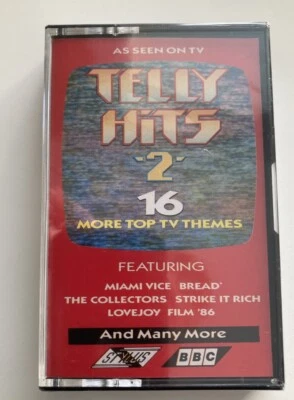 AS SEEN ON TV
TELLY
HiTS
-2-
16
MORE TOP TV THEMES
FEATURING
MIAMI VICE BREAD'
THE COLLECTORS STRIKE IT RICH
LOVEJOY FILM '86
And Many More
STYLUS BBC